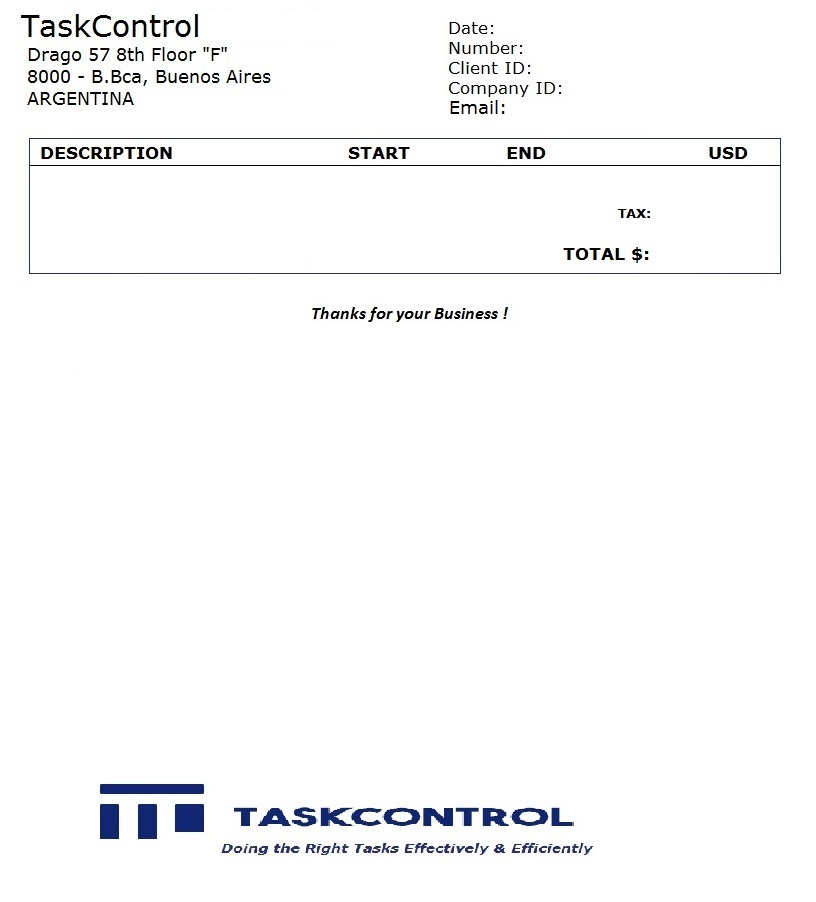 TaskControl
Drago 57 8th Floor "F"
8000 - B.Bca, Buenos Aires
ARGENTINA
Date:
Number:
Client ID:
Company ID:
Email:
DESCRIPTION START END USD
TAX:
TOTAL $:
Thanks for your Business !
TASKCONTROL
Doing the Right Tasks Effectively & Efficiently